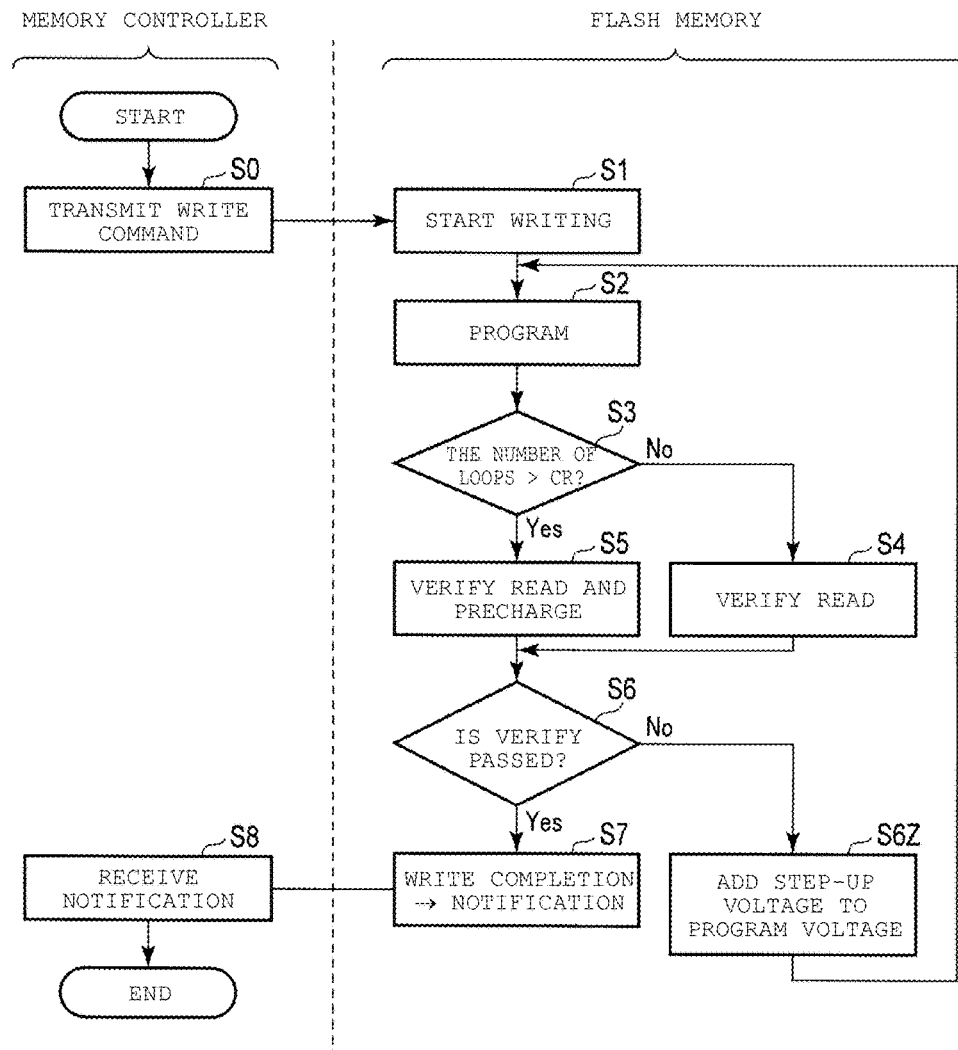 MEMORY CONTROLLER
FLASH MEMORY
START
S0
TRANSMIT WRITE
COMMAND
S1
START WRITING
S2
PROGRAM
S3
THE NUMBER OF
LOOPS > CR?
No
Yes
S5
VERIFY READ AND
PRECHARGE
S4
VERIFY READ
S6
IS VERIFY
PASSED?
No
Yes
S8
RECEIVE
NOTIFICATION
S7
WRITE COMPLETION
→ NOTIFICATION
S6Z
ADD STEP-UP
VOLTAGE TO
PROGRAM VOLTAGE
END